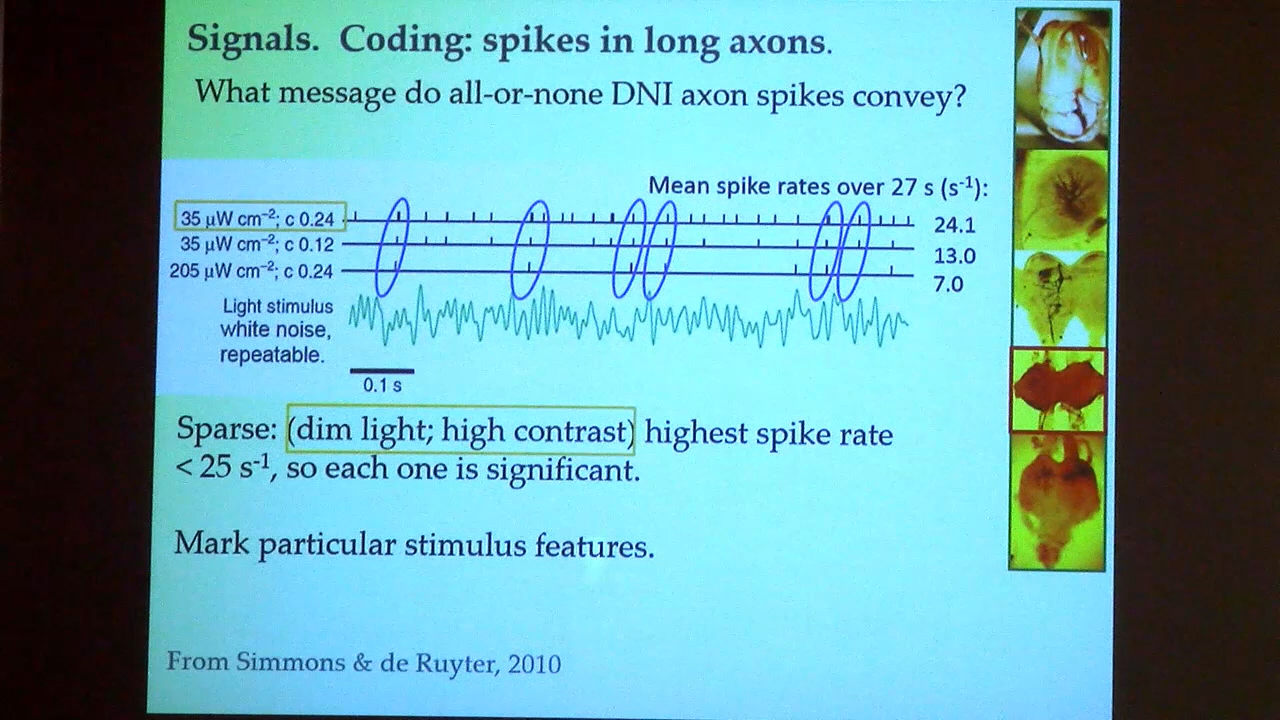 Signals. Coding: spikes in long axons.
What message do all-or-none DNI axon spikes convey?
Mean spike rates over 27 s (s⁻¹):
35 µW cm⁻²; c 0.24
24.1
35 µW cm⁻²; c 0.12
13.0
205 µW cm⁻²; c 0.24
7.0
Light stimulus
white noise,
repeatable.
0.1 s
Sparse: (dim light; high contrast) highest spike rate
< 25 s⁻¹, so each one is significant.
Mark particular stimulus features.
From Simmons & de Ruyter, 2010